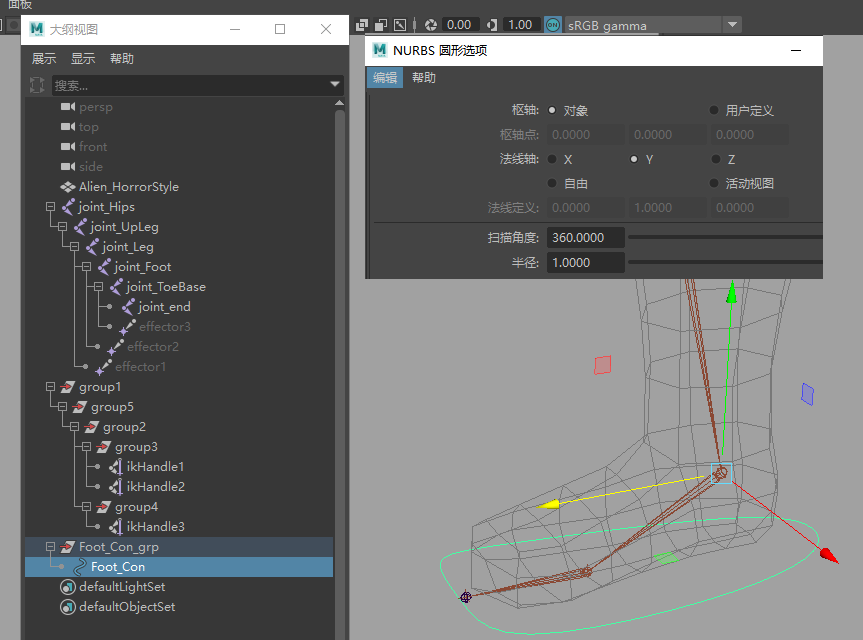 面板
大纲视图
0.00
1.00
ON
sRGB gamma
展示
显示
帮助
搜索...
persp
top
front
side
Alien_HorrorStyle
joint_Hips
joint_UpLeg
joint_Leg
joint_Foot
joint_ToeBase
joint_end
effector3
effector2
effector1
group1
group5
group2
group3
ikHandle1
ikHandle2
group4
ikHandle3
Foot_Con_grp
Foot_Con
defaultLightSet
defaultObjectSet
NURBS 圆形选项
编辑 帮助
枢轴: 对象 用户定义
枢轴点: 0.0000 0.0000 0.0000
法线轴: X Y Z
自由 活动视图
法线定义: 0.0000 1.0000 0.0000
扫描角度: 360.0000
半径: 1.0000